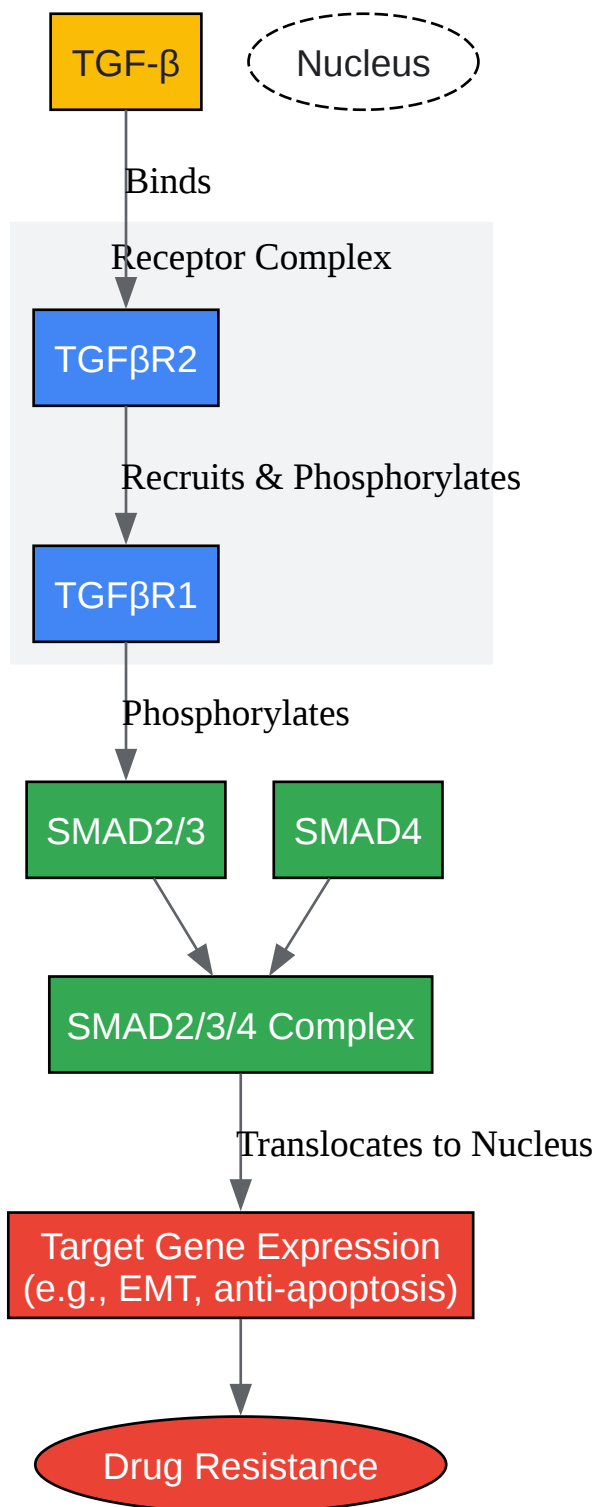 TGF-β
Nucleus
Binds
Receptor Complex
TGFβR2
Recruits & Phosphorylates
TGFβR1
Phosphorylates
SMAD2/3
SMAD4
SMAD2/3/4 Complex
Translocates to Nucleus
Target Gene Expression
(e.g., EMT, anti-apoptosis)
Drug Resistance